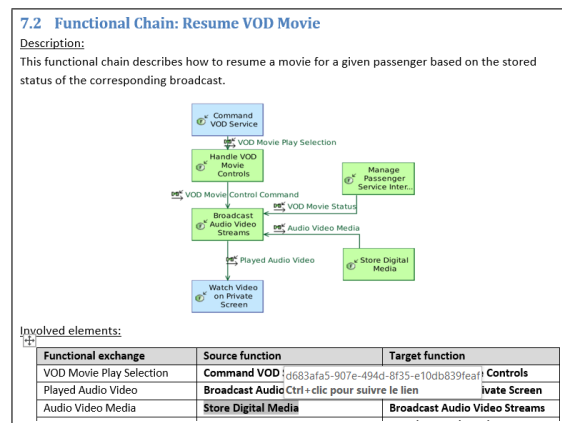 7.2 Functional Chain: Resume VOD Movie
Description:
This functional chain describes how to resume a movie for a given passenger based on the stored
status of the corresponding broadcast.
Command
VOD Service
VOD Movie Play Selection
Handle VOD
Movie
Controls
Manage
Passenger
Service Inter...
VOD Movie Control Command
VOD Movie Status
Broadcast
Audio Video
Streams
Audio Video Media
Played Audio Video
Store Digital
Media
Watch Video
on Private
Screen
Involved elements:
Functional exchange Source function Target function
VOD Movie Play Selection Command VOD d683afa5-907e-494d-8f35-e10db839feaf Controls
Played Audio Video Broadcast Audio Ctrl+clic pour suivre le lien ivate Screen
Audio Video Media Store Digital Media Broadcast Audio Video Streams